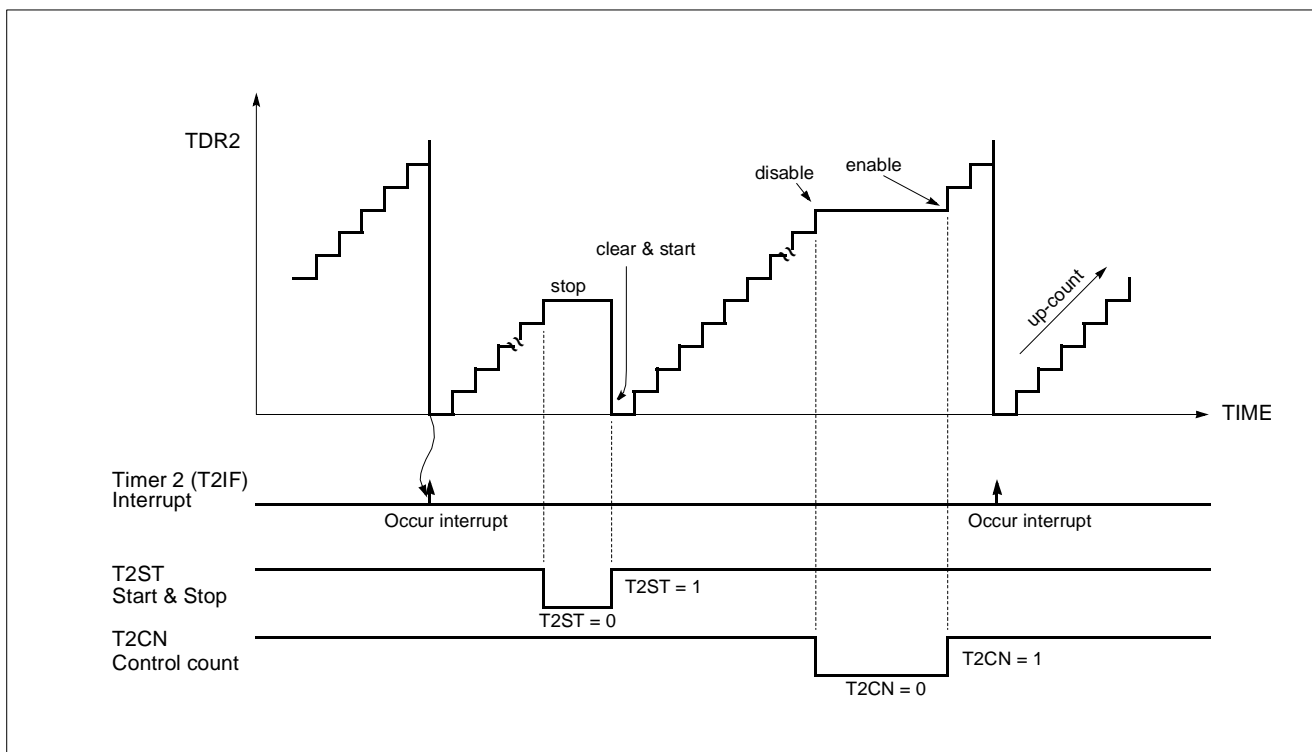 TDR2
disable
enable
clear & start
stop
up-count
TIME
Timer 2 (T2IF)
Interrupt
Occur interrupt
Occur interrupt
T2ST
Start & Stop
T2ST = 1
T2ST = 0
T2CN
Control count
T2CN = 1
T2CN = 0